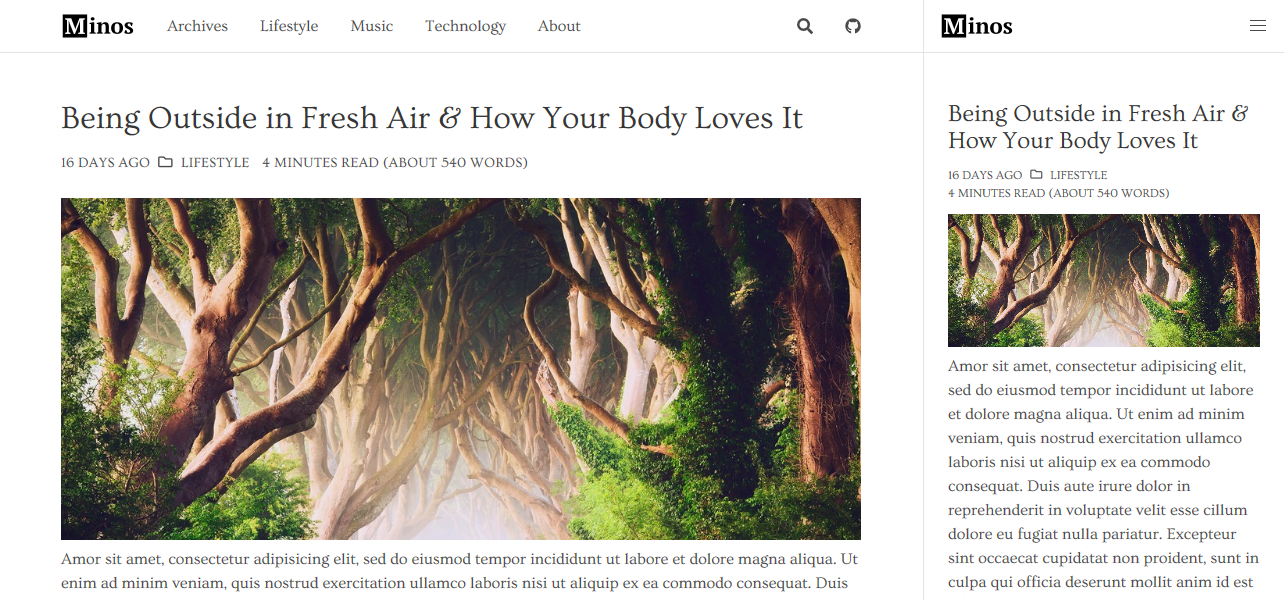 Minos Archives Lifestyle Music Technology About
Being Outside in Fresh Air & How Your Body Loves It
16 DAYS AGO LIFESTYLE 4 MINUTES READ (ABOUT 540 WORDS)
Amor sit amet, consectetur adipisicing elit, sed do eiusmod tempor incididunt ut labore et dolore magna aliqua. Ut
enim ad minim veniam, quis nostrud exercitation ullamco laboris nisi ut aliquip ex ea commodo consequat. Duis
Minos
Being Outside in Fresh Air &
How Your Body Loves It
16 DAYS AGO LIFESTYLE
4 MINUTES READ (ABOUT 540 WORDS)
Amor sit amet, consectetur adipisicing elit,
sed do eiusmod tempor incididunt ut labore
et dolore magna aliqua. Ut enim ad minim
veniam, quis nostrud exercitation ullamco
laboris nisi ut aliquip ex ea commodo
consequat. Duis aute irure dolor in
reprehenderit in voluptate velit esse cillum
dolore eu fugiat nulla pariatur. Excepteur
sint occaecat cupidatat non proident, sunt in
culpa qui officia deserunt mollit anim id est